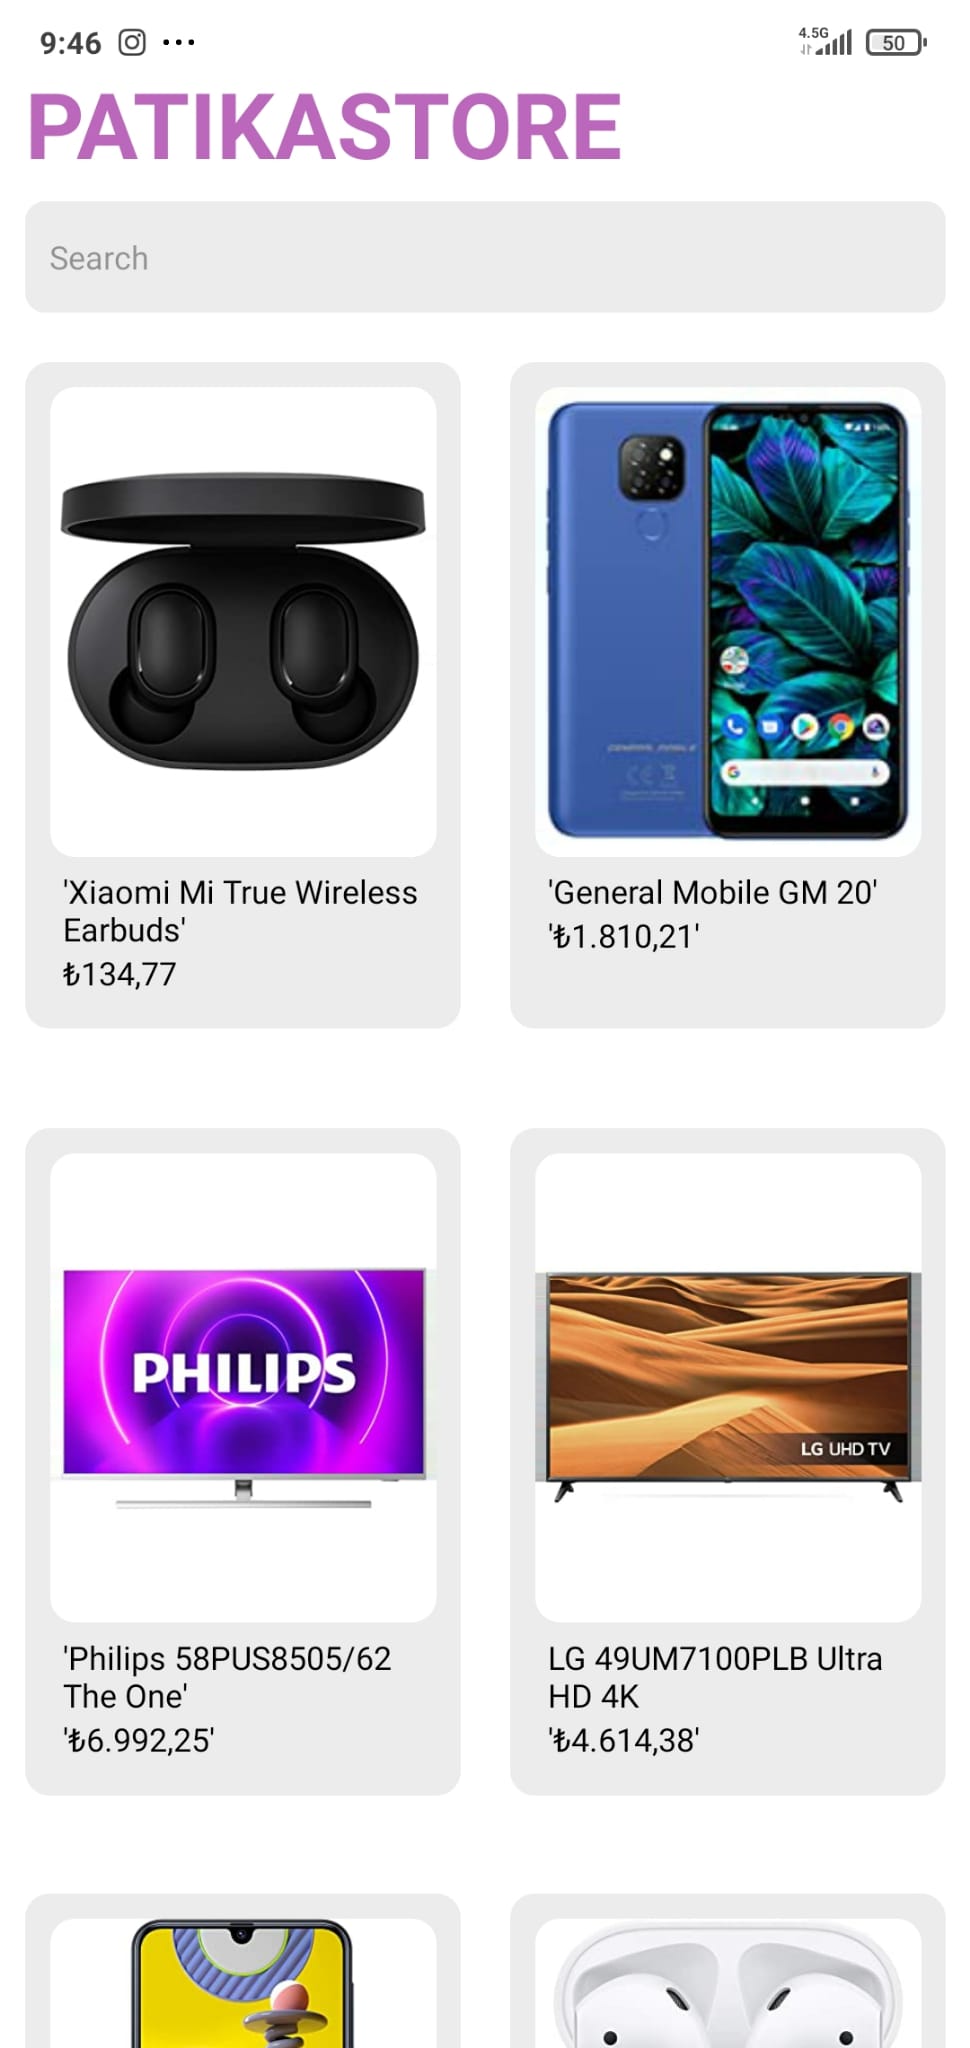 9:46
4.5G
50
PATIKASTORE
Search
'Xiaomi Mi True Wireless
Earbuds'
₺134,77
GENERAL MOBILE
'General Mobile GM 20'
'₺1.810,21'
PHILIPS
'Philips 58PUS8505/62
The One'
'₺6.992,25'
LG UHD TV
LG 49UM7100PLB Ultra
HD 4K
'₺4.614,38'